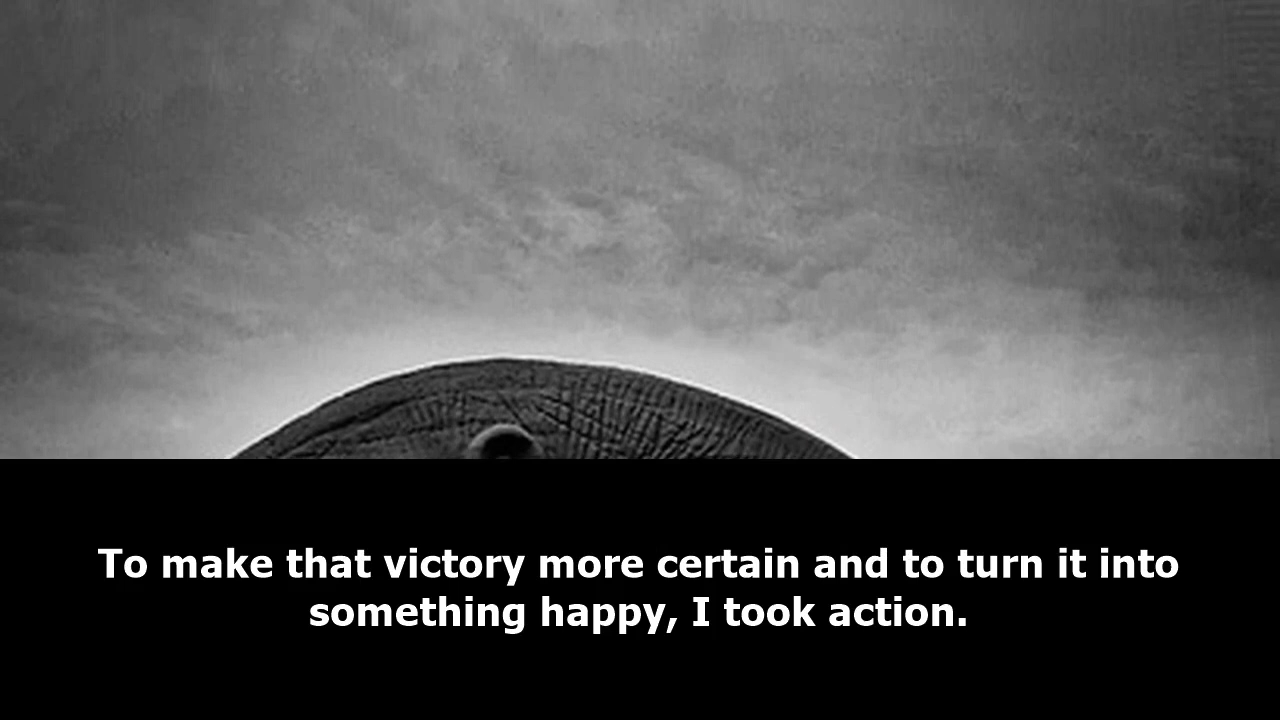 To make that victory more certain and to turn it into
something happy, I took action.